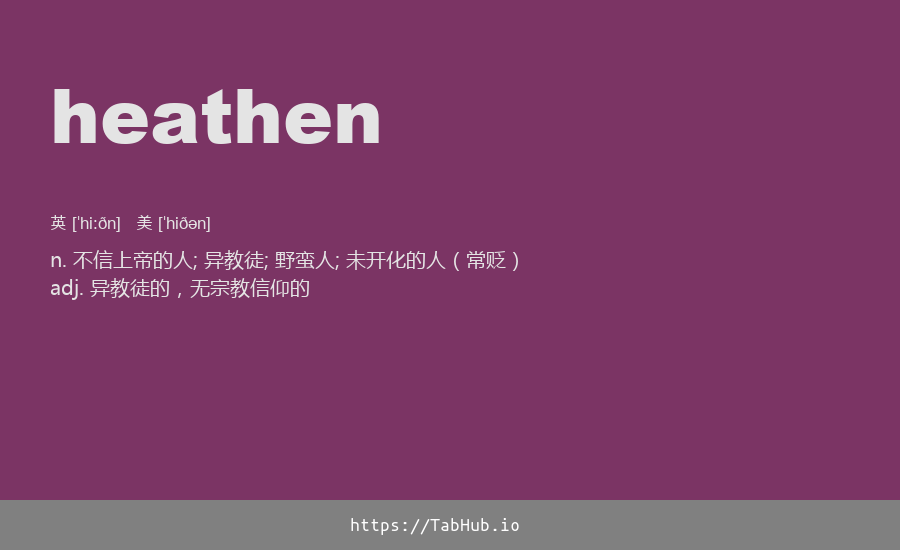 heathen
英 [ˈhiːðn] 美 [ˈhiðən]
n. 不信上帝的人; 异教徒; 野蛮人; 未开化的人（常贬）
adj. 异教徒的，无宗教信仰的
https://TabHub.io